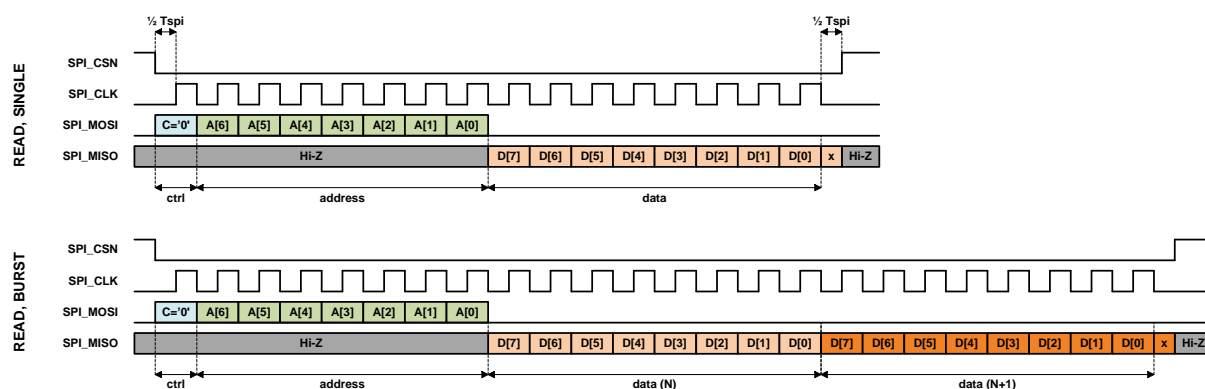 ½ Tspi ½ Tspi
SPI_CSN
SPI_CLK
SPI_MOSI C='0' A[6] A[5] A[4] A[3] A[2] A[1] A[0]
SPI_MISO Hi-Z D[7] D[6] D[5] D[4] D[3] D[2] D[1] D[0] x Hi-Z
ctrl address data
READ, SINGLE
SPI_CSN
SPI_CLK
SPI_MOSI C='0' A[6] A[5] A[4] A[3] A[2] A[1] A[0]
SPI_MISO Hi-Z D[7] D[6] D[5] D[4] D[3] D[2] D[1] D[0] D[7] D[6] D[5] D[4] D[3] D[2] D[1] D[0] x Hi-Z
ctrl address data (N) data (N+1)
READ, BURST